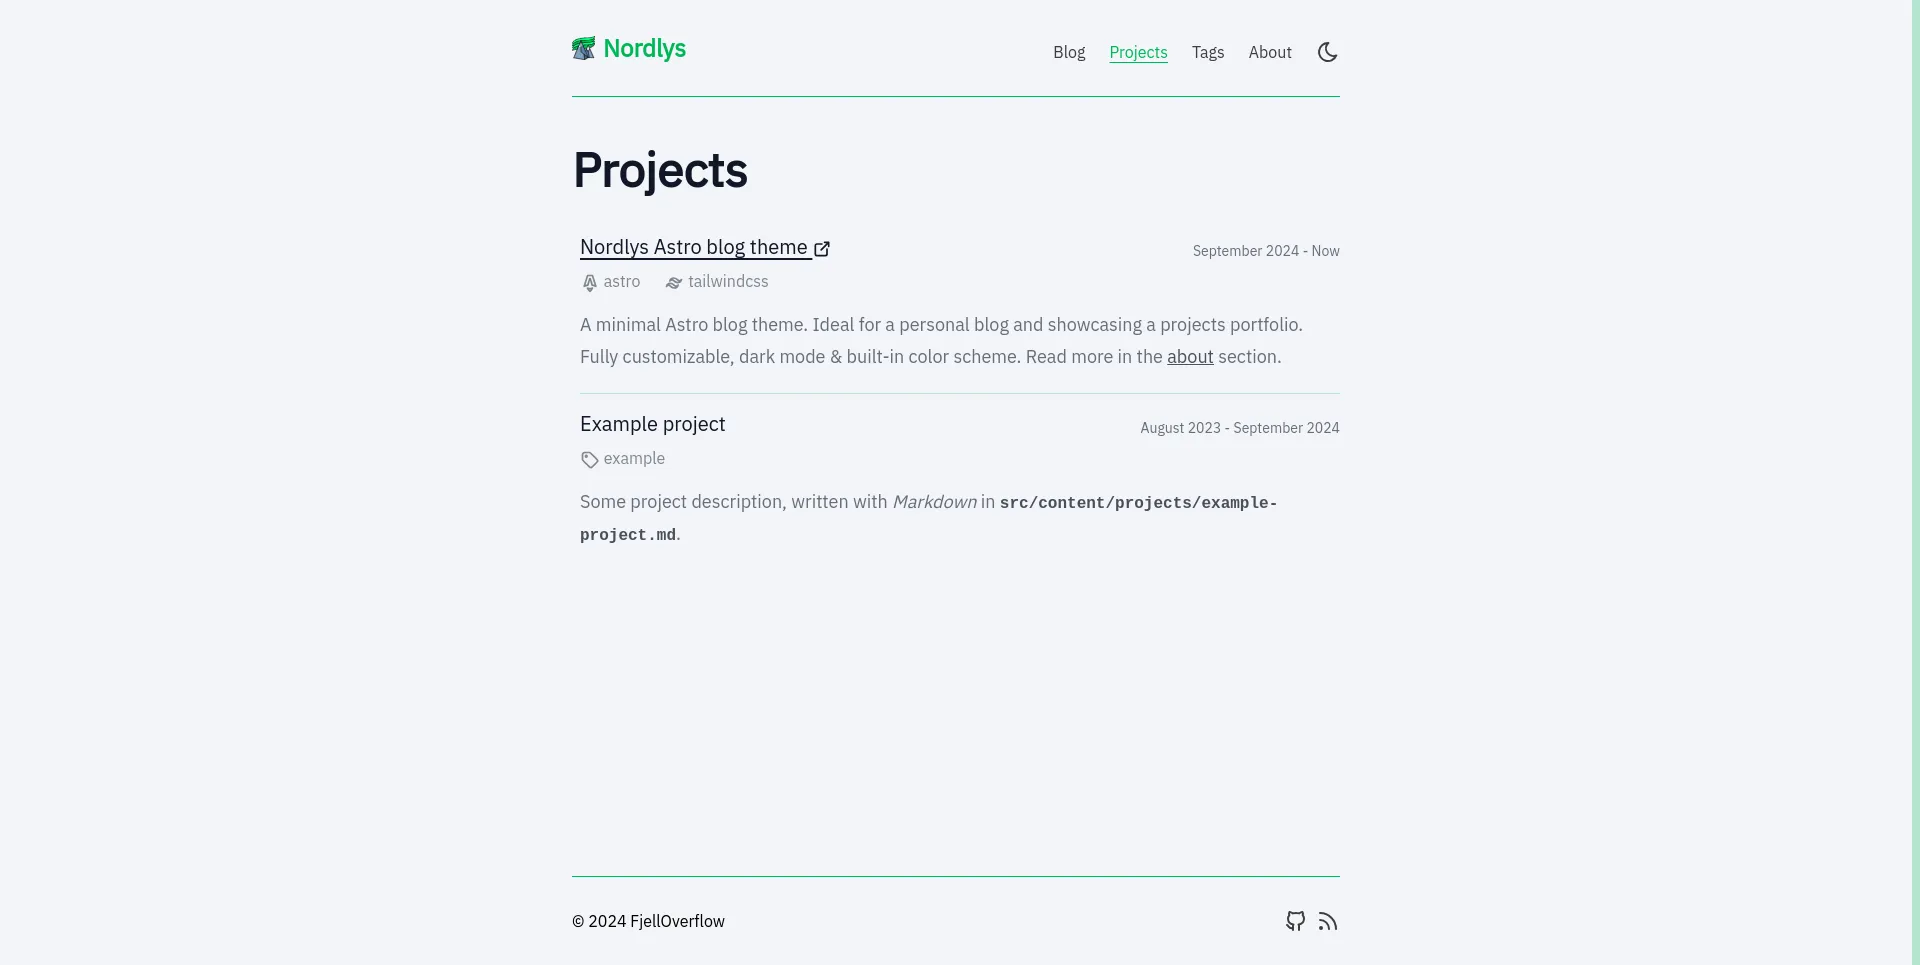 Nordlys
Blog Projects Tags About
Projects
Nordlys Astro blog theme September 2024 - Now
astro tailwindcss
A minimal Astro blog theme. Ideal for a personal blog and showcasing a projects portfolio.
Fully customizable, dark mode & built-in color scheme. Read more in the about section.
Example project August 2023 - September 2024
example
Some project description, written with Markdown in src/content/projects/example-
project.md.
© 2024 FjellOverflow